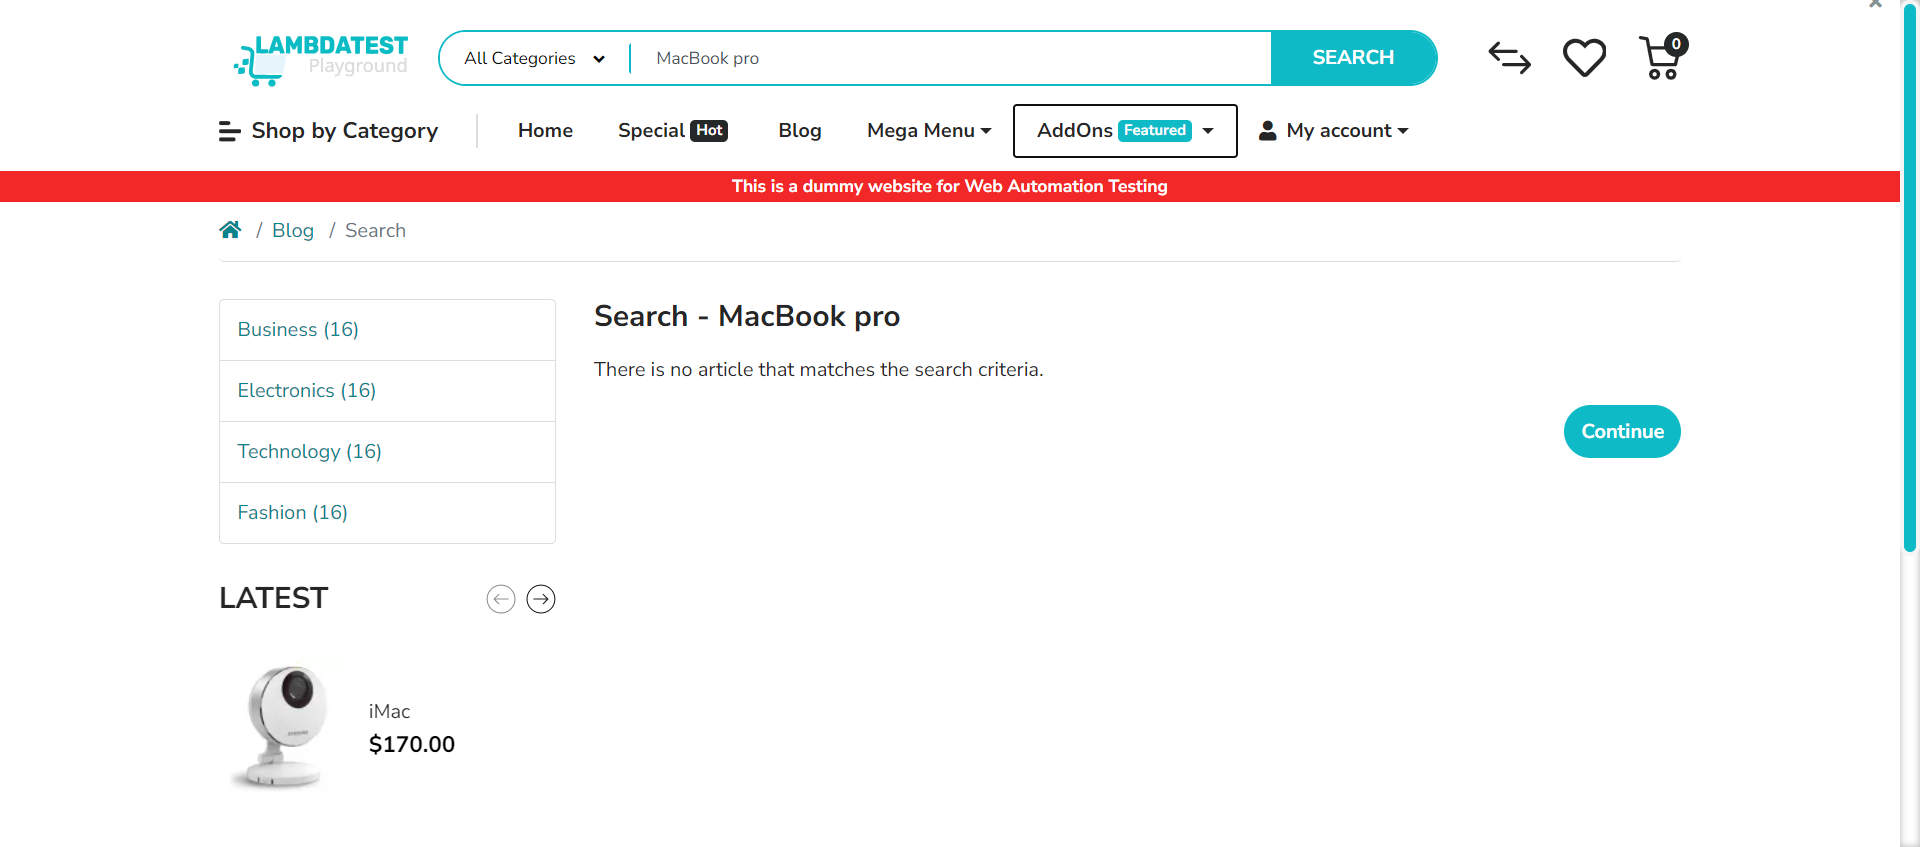 LAMBDATEST
Playground
All Categories
MacBook pro
SEARCH
0
Shop by Category
Home
Special Hot
Blog
Mega Menu
AddOns Featured
My account
This is a dummy website for Web Automation Testing
/ Blog / Search
Business (16)
Electronics (16)
Technology (16)
Fashion (16)
Search - MacBook pro
There is no article that matches the search criteria.
Continue
LATEST
SAMSUNG
iMac
$170.00